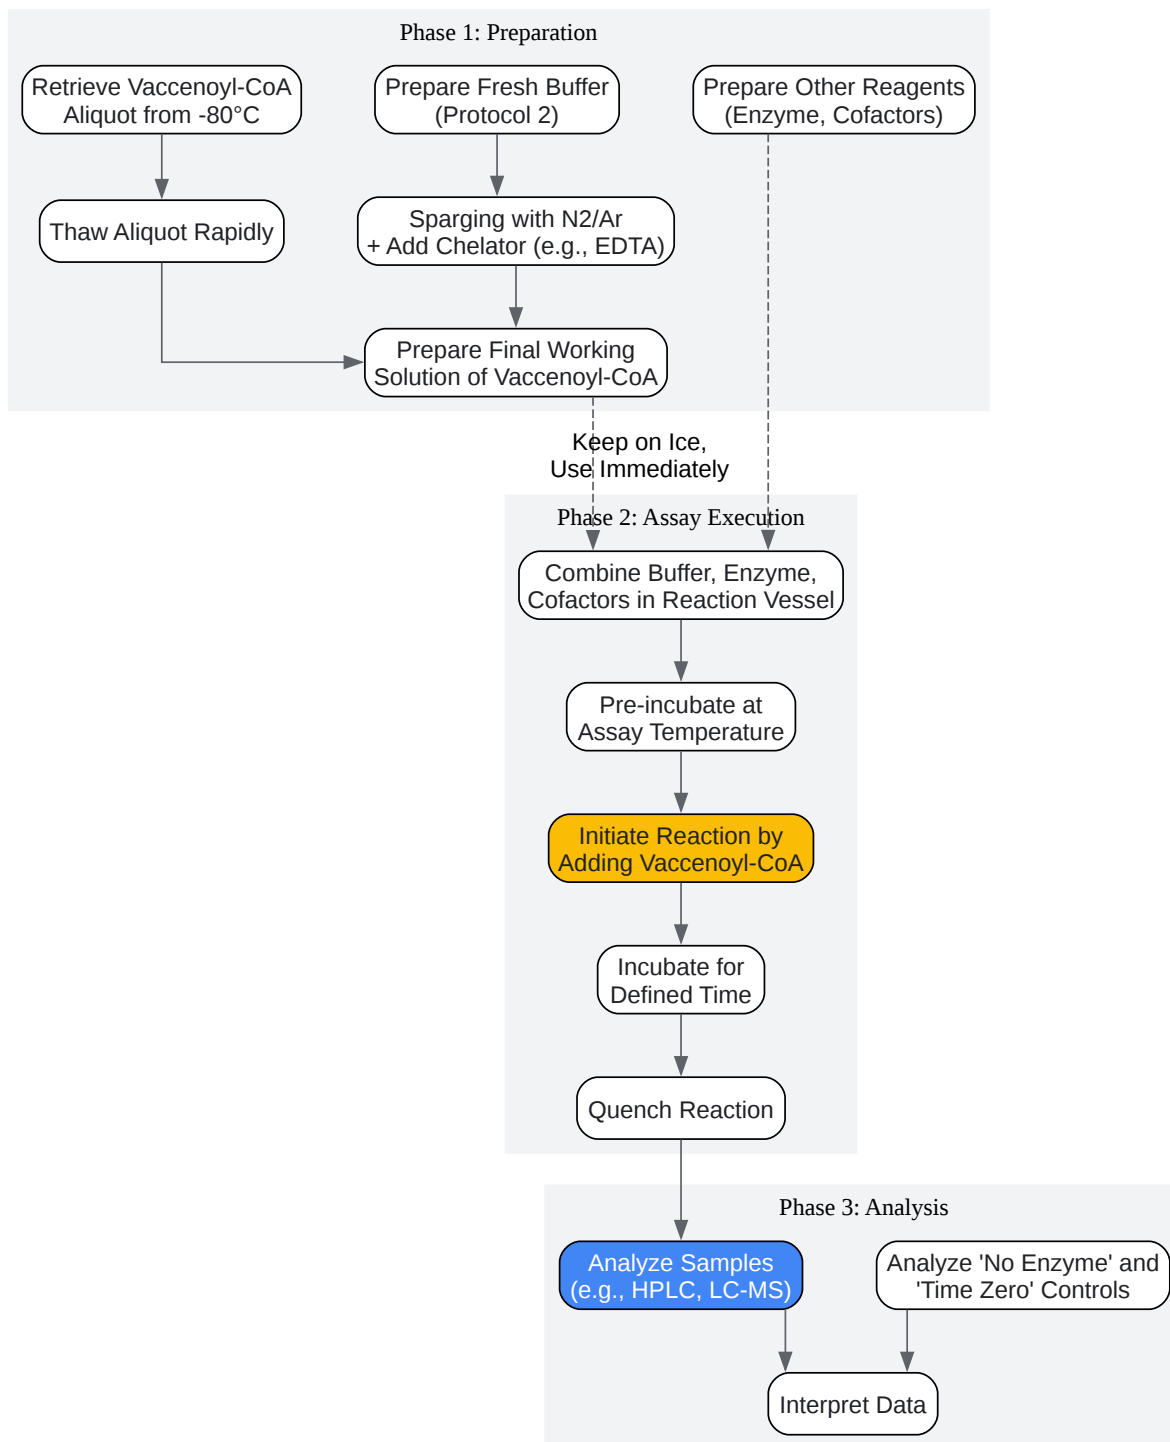 Phase 1: Preparation
Retrieve Vaccenoyl-CoA
Aliquot from -80°C
Prepare Fresh Buffer
(Protocol 2)
Prepare Other Reagents
(Enzyme, Cofactors)
Thaw Aliquot Rapidly
Sparging with N2/Ar
+ Add Chelator (e.g., EDTA)
Prepare Final Working
Solution of Vaccenoyl-CoA
Keep on Ice,
Use Immediately
Phase 2: Assay Execution
Combine Buffer, Enzyme,
Cofactors in Reaction Vessel
Pre-incubate at
Assay Temperature
Initiate Reaction by
Adding Vaccenoyl-CoA
Incubate for
Defined Time
Quench Reaction
Phase 3: Analysis
Analyze Samples
(e.g., HPLC, LC-MS)
Analyze 'No Enzyme' and
'Time Zero' Controls
Interpret Data